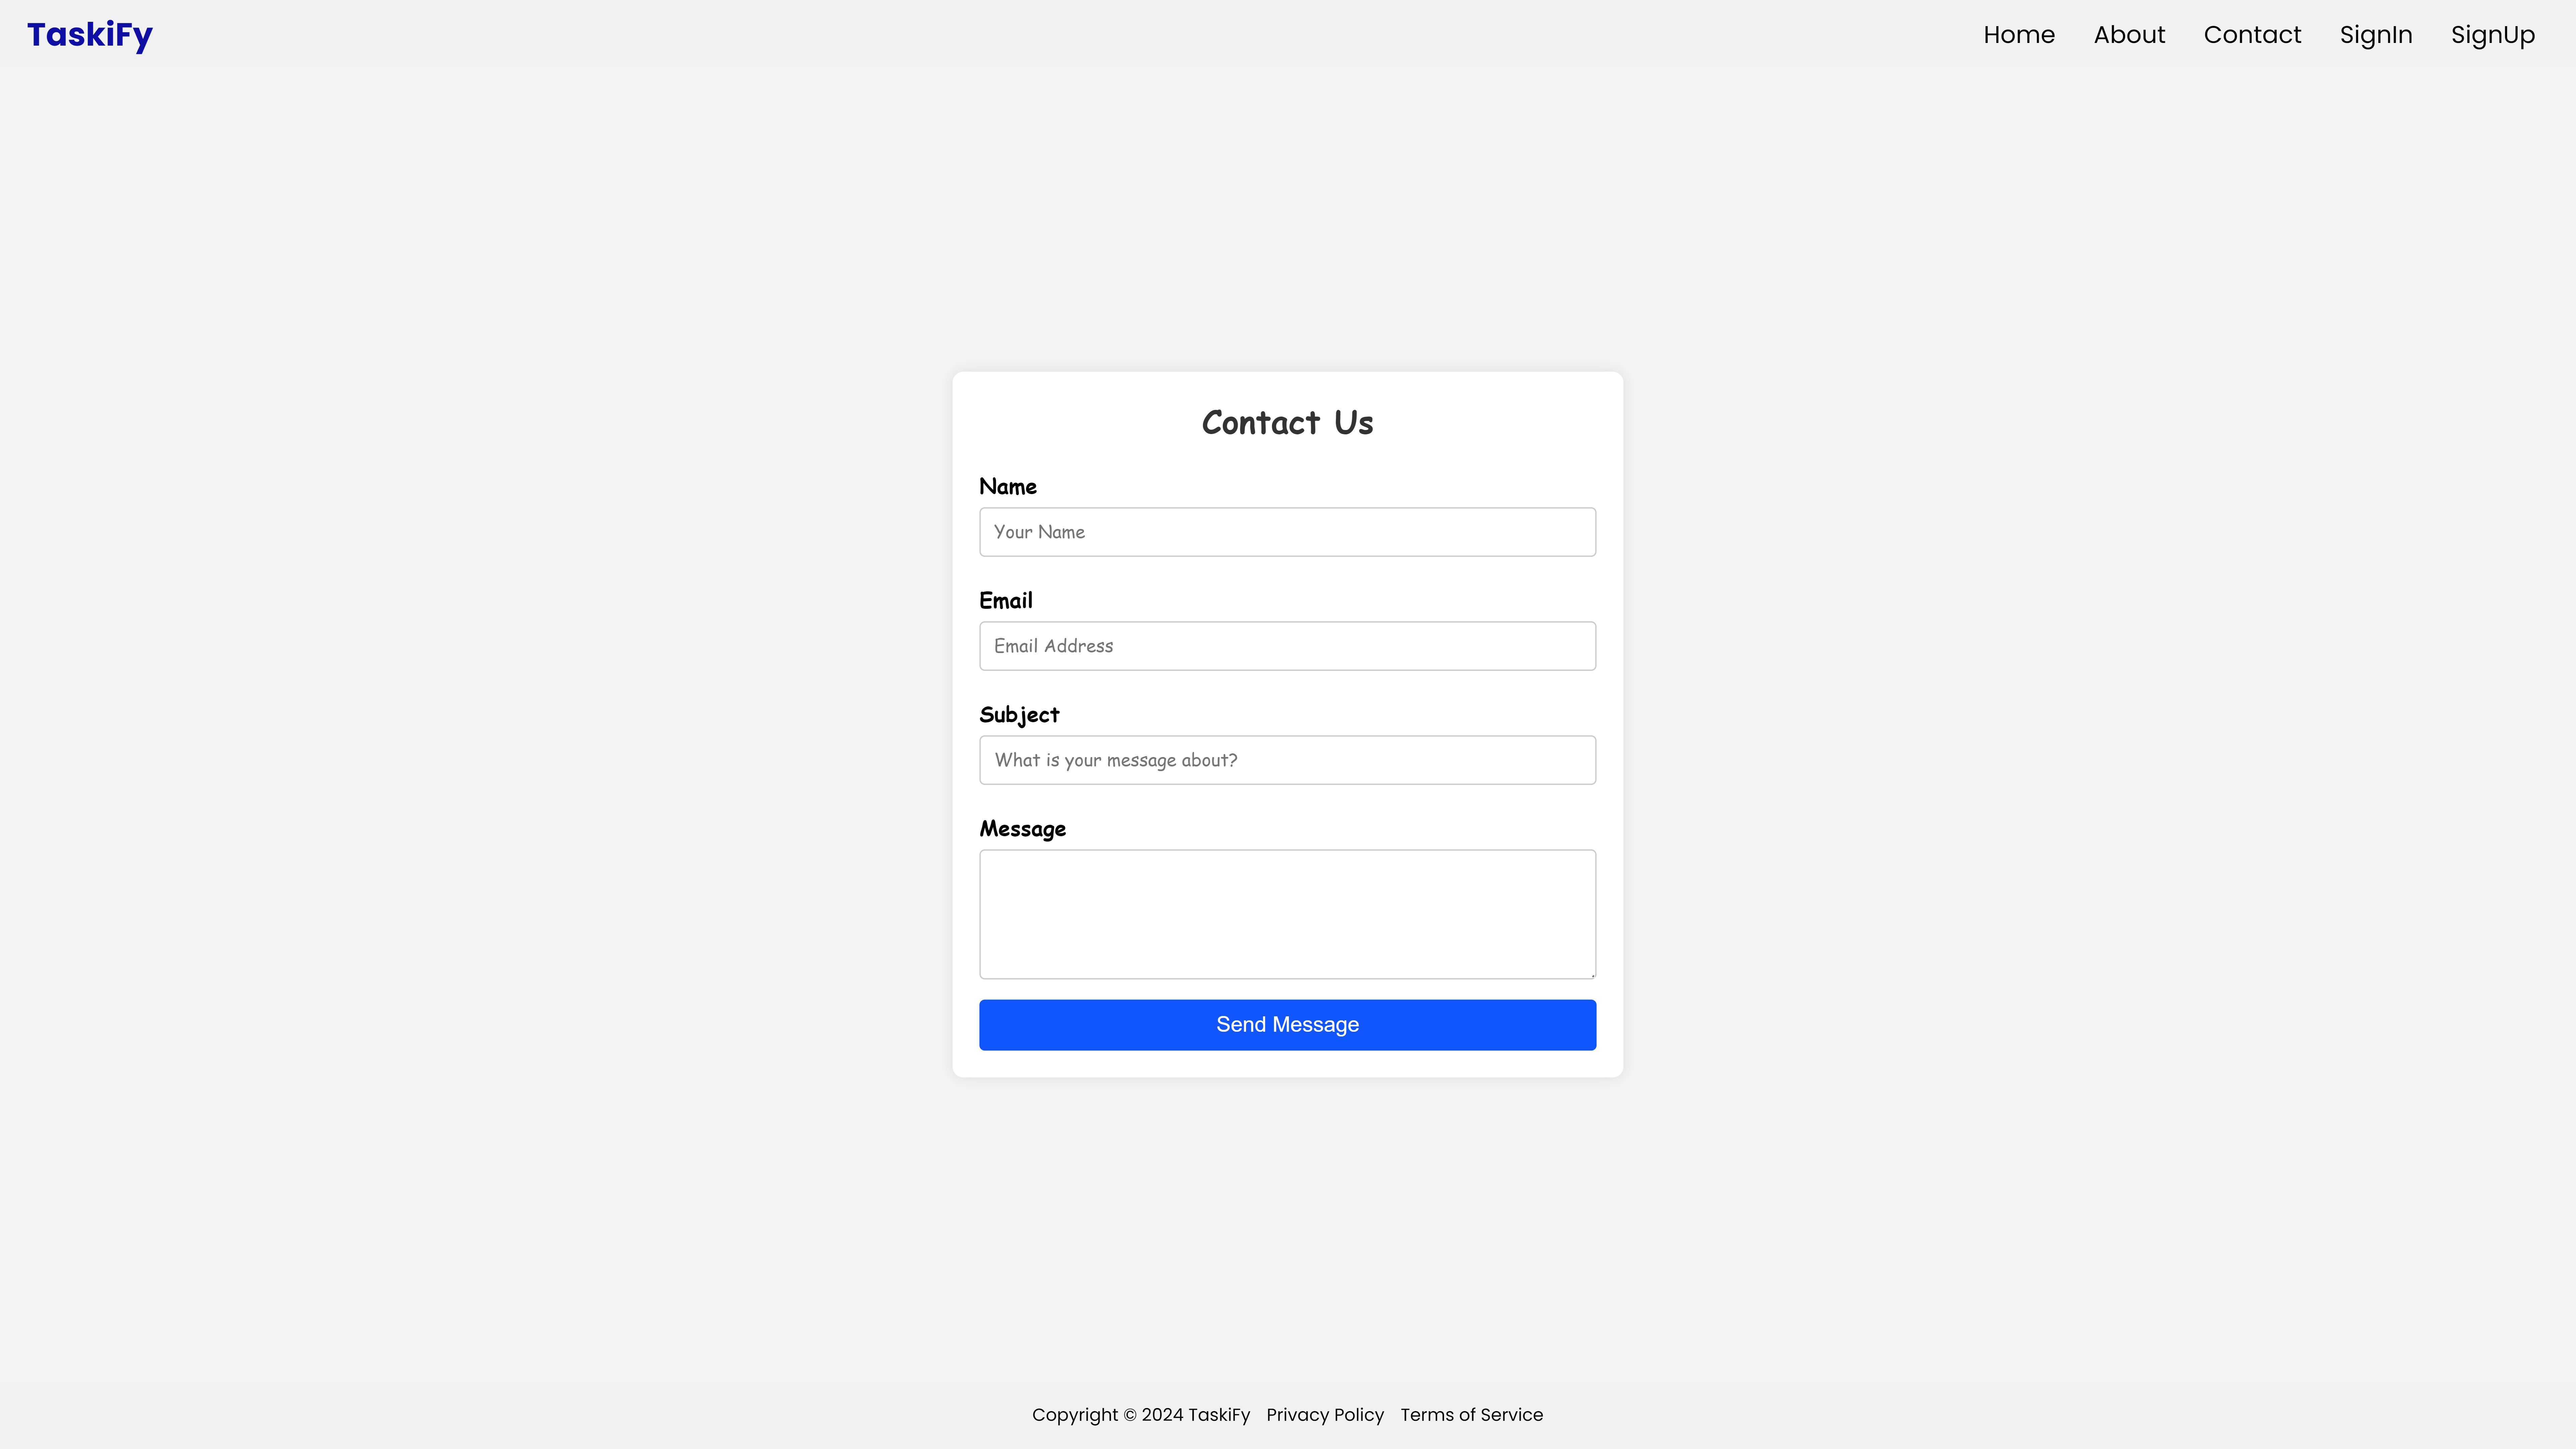 TaskiFy Home About Contact SignIn SignUp
Contact Us
Name
Your Name
Email
Email Address
Subject
What is your message about?
Message
Send Message
Copyright © 2024 TaskiFy Privacy Policy Terms of Service